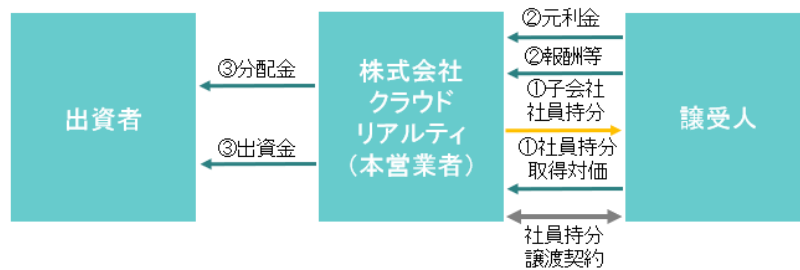 出資者
③分配金
③出資金
株式会社
クラウド
リアルティ
（本営業者）
②元利金
②報酬等
①子会社
社員持分
①社員持分
取得対価
社員持分
譲渡契約
譲受人